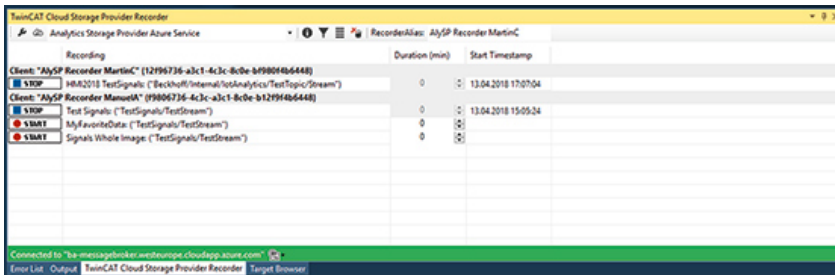 TwinCAT Cloud Storage Provider Recorder
Analytics Storage Provider Azure Service RecorderAlias: AlySP Recorder MartinC
Recording Duration (min) Start Timestamp
Client: "AlySP Recorder MartinC" (12f96736-a3c1-4c3c-8c0e-bf980f4b6448)
STOP HMI2018 TestSignals: ("Beckhoff/Internal/IotAnalytics/TestTopic/Stream") 0 13.04.2018 17:07:04
Client: "AlySP Recorder ManuelA" (f9806736-4c3c-a3c1-8c0e-b12f9f4b6448)
STOP Test Signals: ("TestSignals/TestStream") 0 13.04.2018 15:05:24
START MyFavoriteData: ("TestSignals/TestStream") 0
START Signals Whole Image: ("TestSignals/TestStream") 0
Connected to "ba-messagebroker.westeurope.cloudapp.azure.com"
Error List Output TwinCAT Cloud Storage Provider Recorder Target Browser